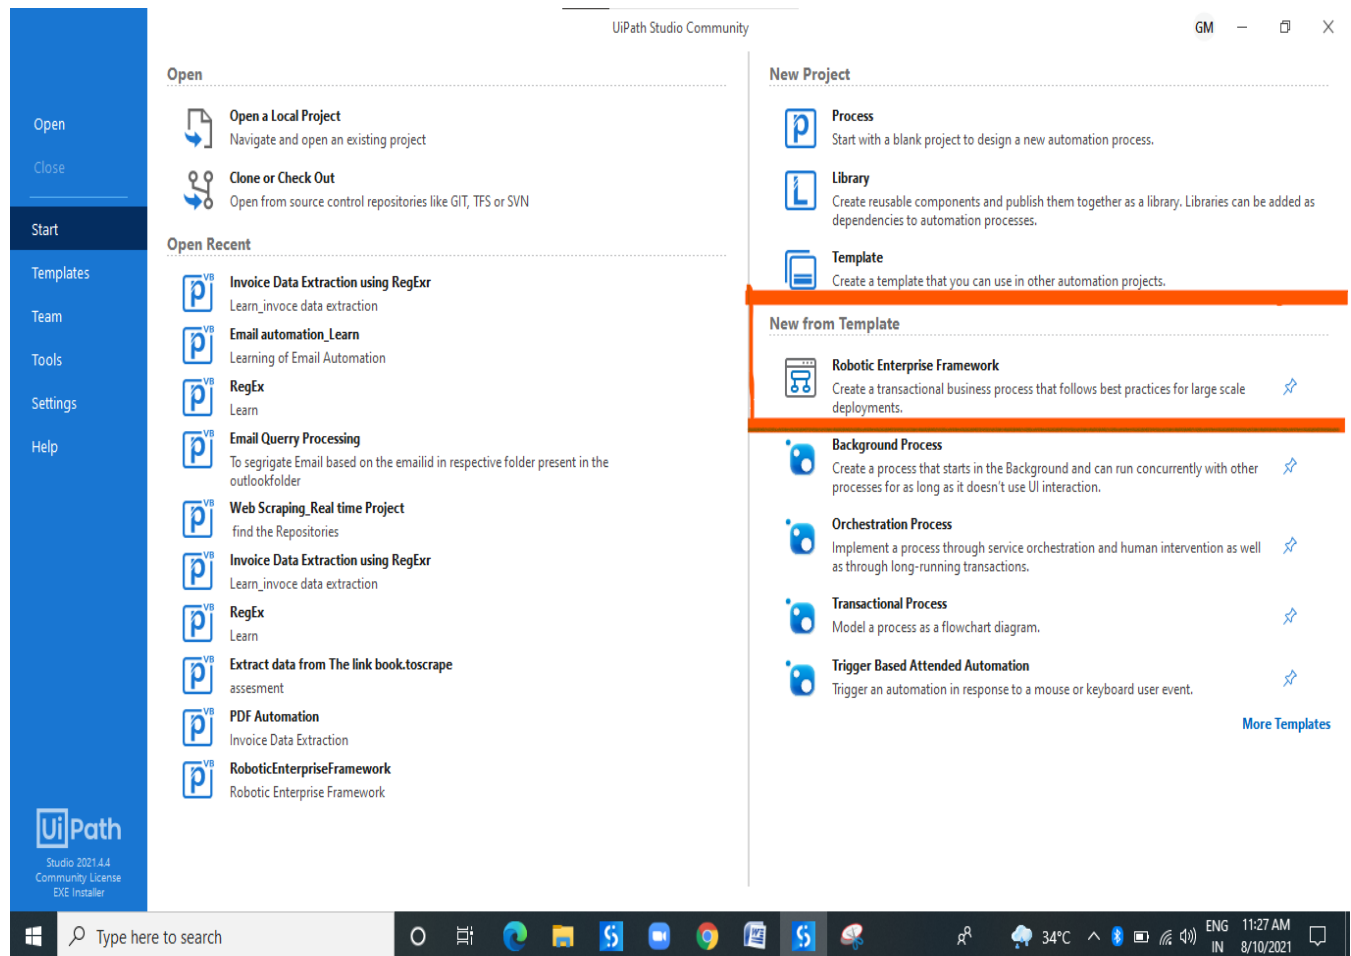 UiPath Studio Community
GM
Open
Close
Start
Templates
Team
Tools
Settings
Help
UiPath
Studio 2021.4.4
Community License
EXE Installer
Open
Open a Local Project
Navigate and open an existing project
Clone or Check Out
Open from source control repositories like GIT, TFS or SVN
Open Recent
VB
Invoice Data Extraction using RegExr
Learn_invoce data extraction
VB
Email automation_Learn
Learning of Email Automation
VB
RegEx
Learn
VB
Email Querry Processing
To segrigate Email based on the emailid in respective folder present in the
outlookfolder
VB
Web Scraping_Real time Project
find the Repositories
VB
Invoice Data Extraction using RegExr
Learn_invoce data extraction
VB
RegEx
Learn
VB
Extract data from The link book.toscrape
assesment
VB
PDF Automation
Invoice Data Extraction
VB
RoboticEnterpriseFramework
Robotic Enterprise Framework
New Project
Process
Start with a blank project to design a new automation process.
Library
Create reusable components and publish them together as a library. Libraries can be added as
dependencies to automation processes.
Template
Create a template that you can use in other automation projects.
New from Template
Robotic Enterprise Framework
Create a transactional business process that follows best practices for large scale
deployments.
Background Process
Create a process that starts in the Background and can run concurrently with other
processes for as long as it doesn't use UI interaction.
Orchestration Process
Implement a process through service orchestration and human intervention as well
as through long-running transactions.
Transactional Process
Model a process as a flowchart diagram.
Trigger Based Attended Automation
Trigger an automation in response to a mouse or keyboard user event.
More Templates
Type here to search
34°C
ENG
IN
11:27 AM
8/10/2021